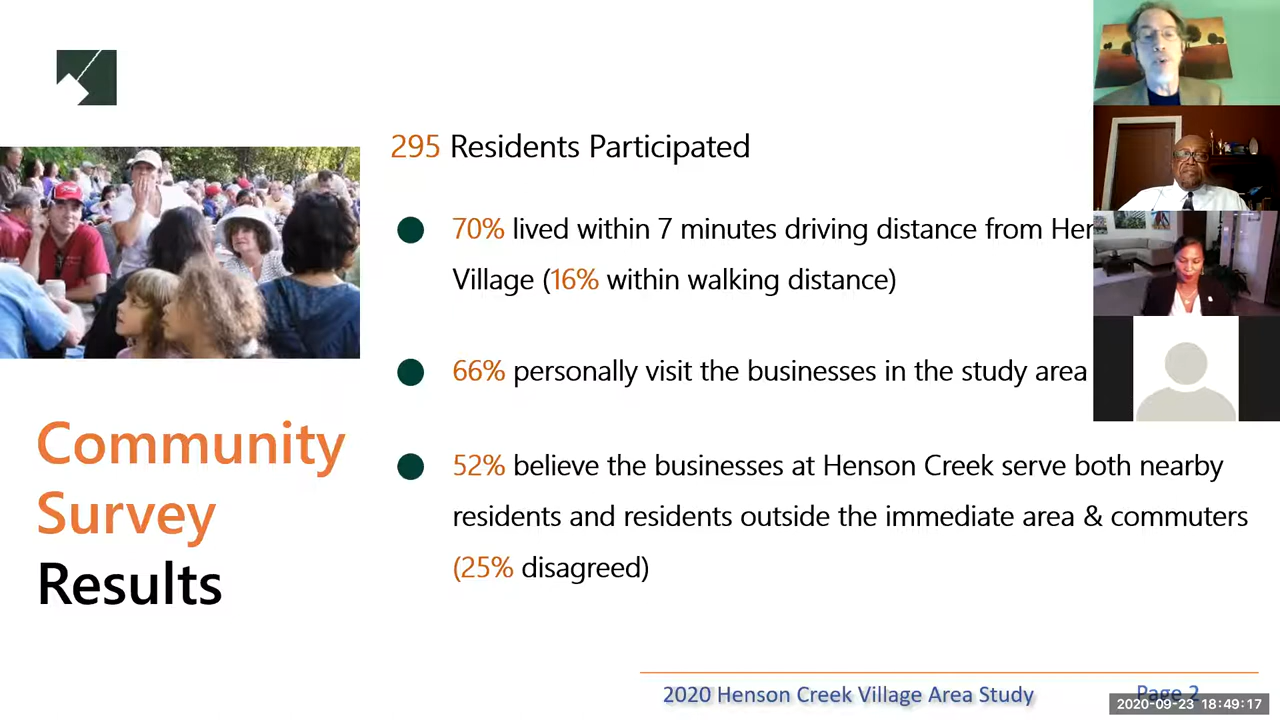 295 Residents Participated
70% lived within 7 minutes driving distance from
Village (16% within walking distance)
66% personally visit the businesses in the study area
52% believe the businesses at Henson Creek serve both nearby
residents and residents outside the immediate area & commuters
(25% disagreed)
Community
Survey
Results
2020 Henson Creek Village Area Study
Page 2
2020-09-23 18:49:17